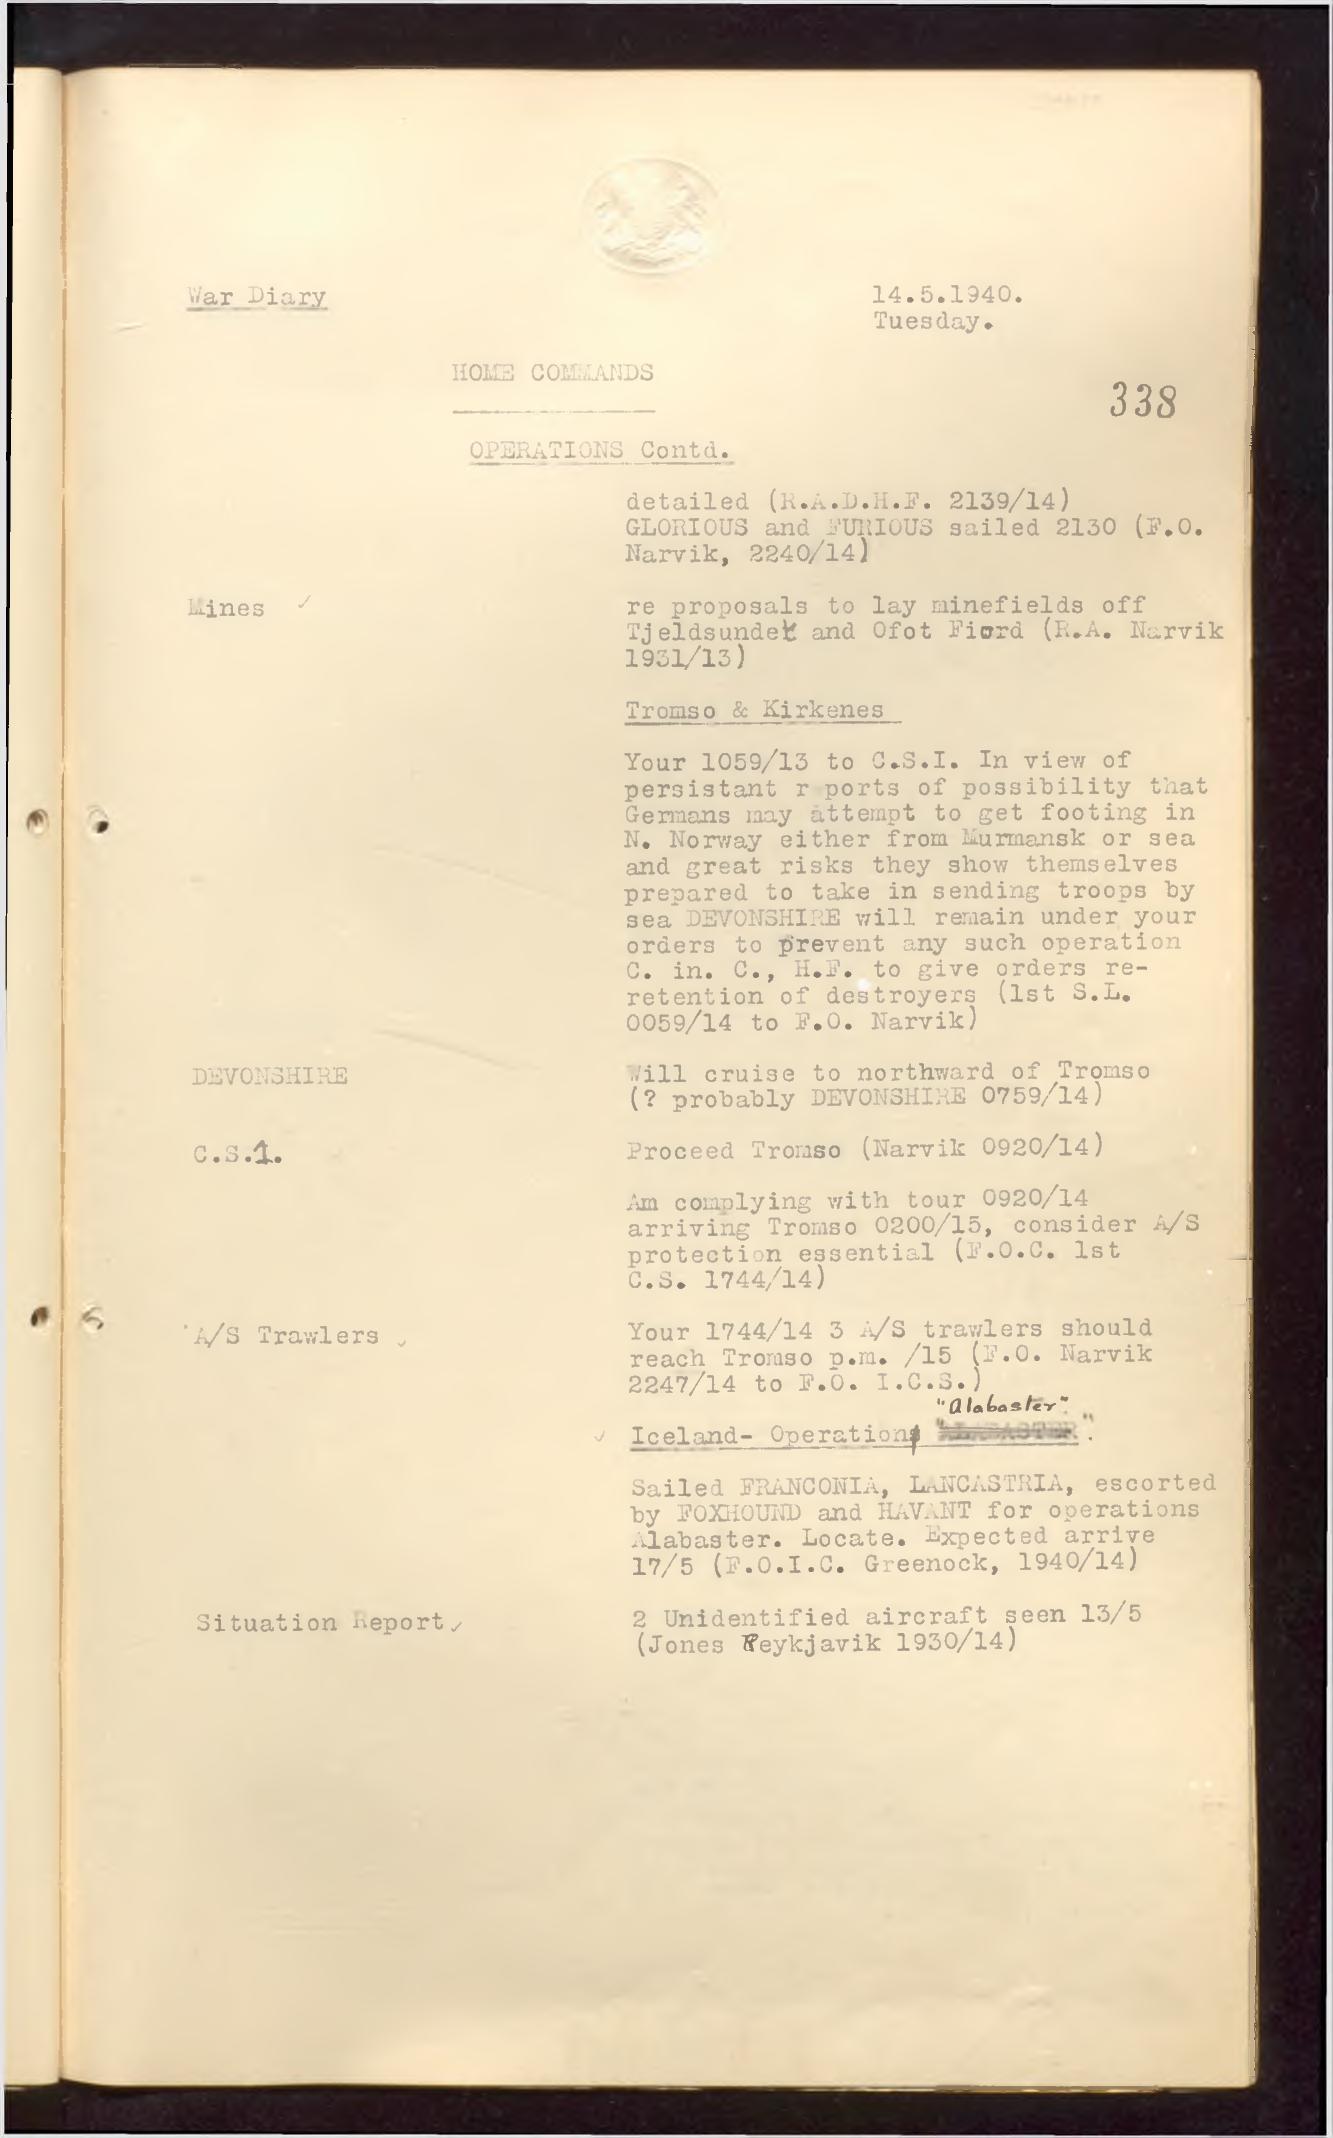 War Diary
14.5.1940.
Tuesday.
HOME COMMANDS
338
OPERATIONS Contd.
detailed (R.A.D.H.F. 2139/14)
GLORIOUS and FURIOUS sailed 2130 (F.O.
Narvik, 2240/14)
Mines ✓
re proposals to lay minefields off
Tjeldsundet and Ofot Fiord (R.A. Narvik
1931/13)
Tromso & Kirkenes
Your 1059/13 to C.S.I. In view of
persistant r ports of possibility that
Germans may attempt to get footing in
N. Norway either from Murmansk or sea
and great risks they show themselves
prepared to take in sending troops by
sea DEVONSHIRE will remain under your
orders to prevent any such operation
C. in. C., H.F. to give orders re-
retention of destroyers (1st S.L.
0059/14 to F.O. Narvik)
DEVONSHIRE
Will cruise to northward of Tromso
(? probably DEVONSHIRE 0759/14)
C.S.1.
Proceed Tromso (Narvik 0920/14)
Am complying with tour 0920/14
arriving Tromso 0200/15, consider A/S
protection essential (F.O.C. 1st
C.S. 1744/14)
A/S Trawlers ✓
Your 1744/14 3 A/S trawlers should
reach Tromso p.m. /15 (F.O. Narvik
2247/14 to F.O. I.C.S.)
"Alabaster"
✓ Iceland- Operation "ALABASTER".
Sailed FRANCONIA, LANCASTRIA, escorted
by FOXHOUND and HAVANT for operations
Alabaster. Locate. Expected arrive
17/5 (F.O.I.C. Greenock, 1940/14)
Situation Report ✓
2 Unidentified aircraft seen 13/5
(Jones Reykjavik 1930/14)